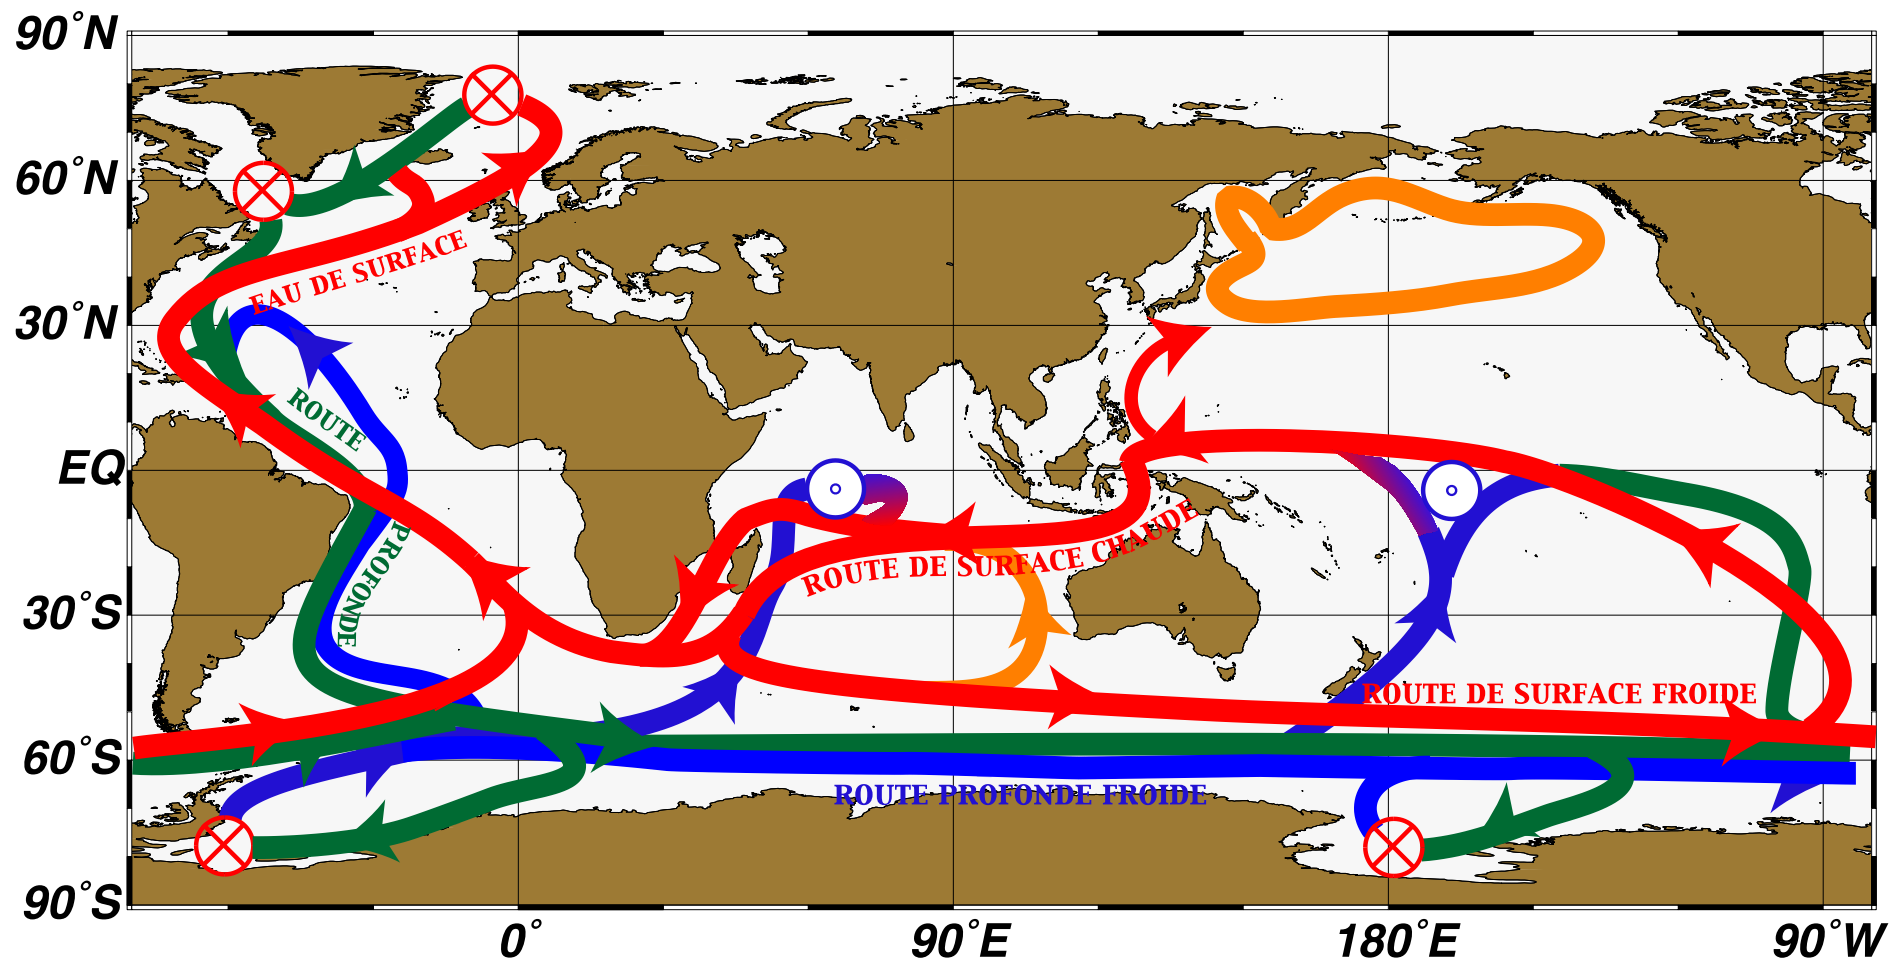 90°N
60°N
30°N
EQ
30°S
60°S
90°S
0°
90°E
180°E
90°W
EAU DE SURFACE
ROUTE
PROFONDE
ROUTE DE SURFACE CHAUDE
ROUTE DE SURFACE FROIDE
ROUTE PROFONDE FROIDE